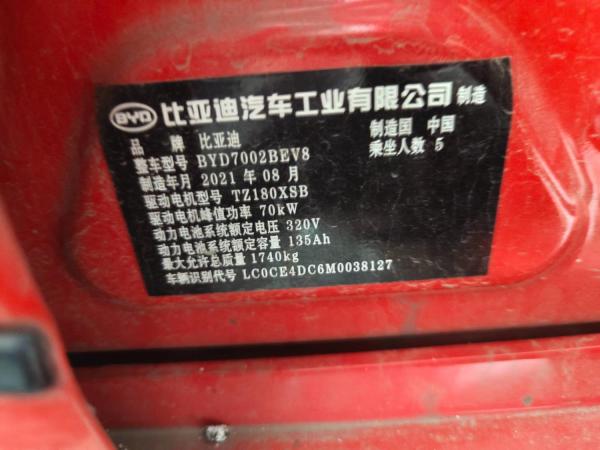 BYD 比亚迪汽车工业有限公司 制造
品牌 比亚迪 制造国 中国
整车型号 BYD7002BEV8 乘坐人数 5
制造年月 2021 年 08 月
驱动电机型号 TZ180XSB
驱动电机峰值功率 70kW
动力电池系统额定电压 320V
动力电池系统额定容量 135Ah
最大允许总质量 1740kg
车辆识别代号 LC0CE4DC6M0038127